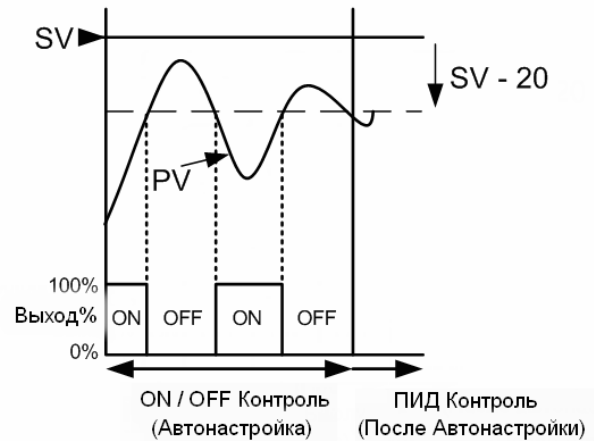 SV
SV - 20
PV
100%
Выход%
ON OFF ON OFF
0%
ON / OFF Контроль
(Автонастройка)
ПИД Контроль
(После Автонастройки)